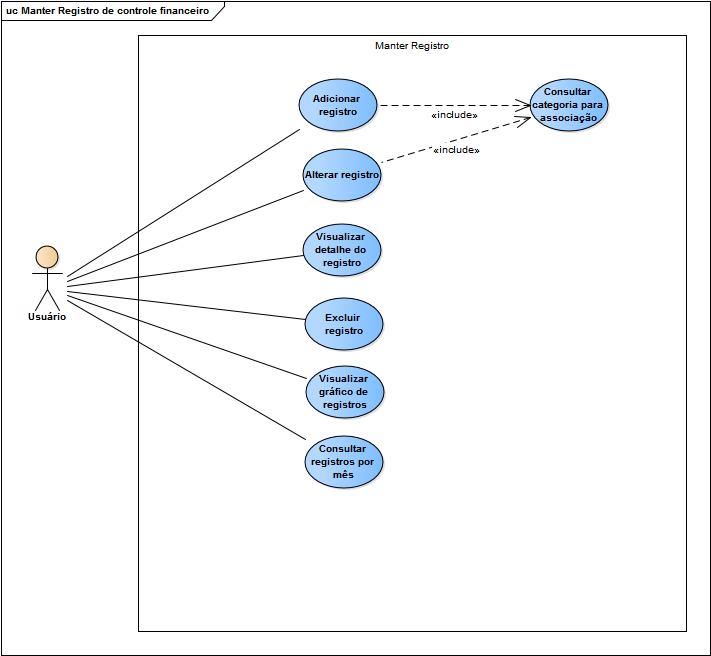 uc Manter Registro de controle financeiro
Manter Registro
Adicionar
registro
Consultar
categoria para
associação
«include»
Alterar registro
«include»
Visualizar
detalhe do
registro
Usuário
Excluir
registro
Visualizar
gráfico de
registros
Consultar
registros por
mês